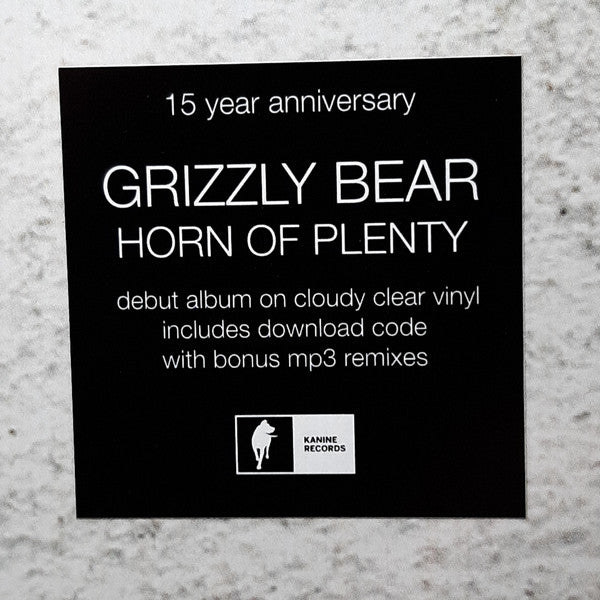 15 year anniversary
GRIZZLY BEAR
HORN OF PLENTY
debut album on cloudy clear vinyl
includes download code
with bonus mp3 remixes
KANINE
RECORDS